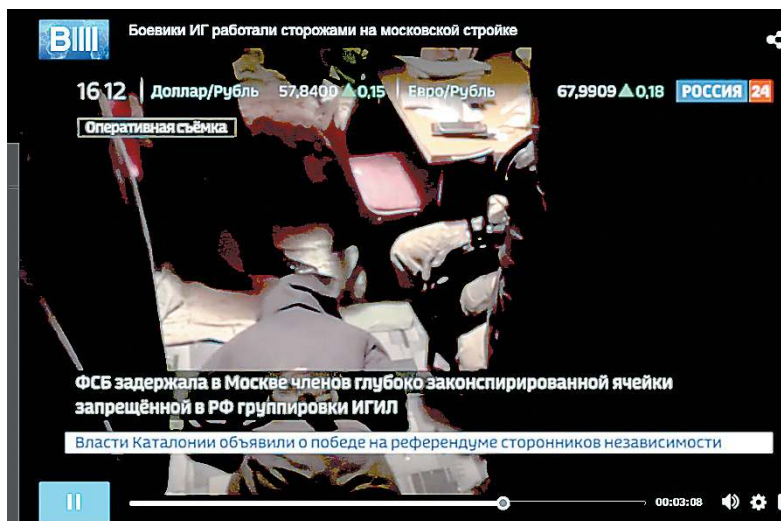 Боевики ИГ работали сторожами на московской стройке
16:12 Доллар/Рубль 57,8400 ▲ 0,15 Евро/Рубль 67,9909 ▲ 0,18 РОССИЯ 24
Оперативная съёмка
ФСБ задержала в Москве членов глубоко законспирированной ячейки
запрещённой в РФ группировки ИГИЛ
Власти Каталонии объявили о победе на референдуме сторонников независимости
00:03:08